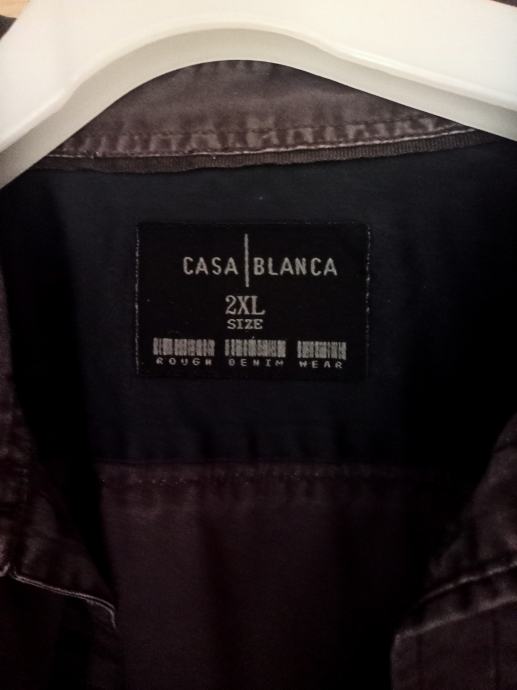 CASA BLANCA
2XL
SIZE
ROUGH DENIM WEAR